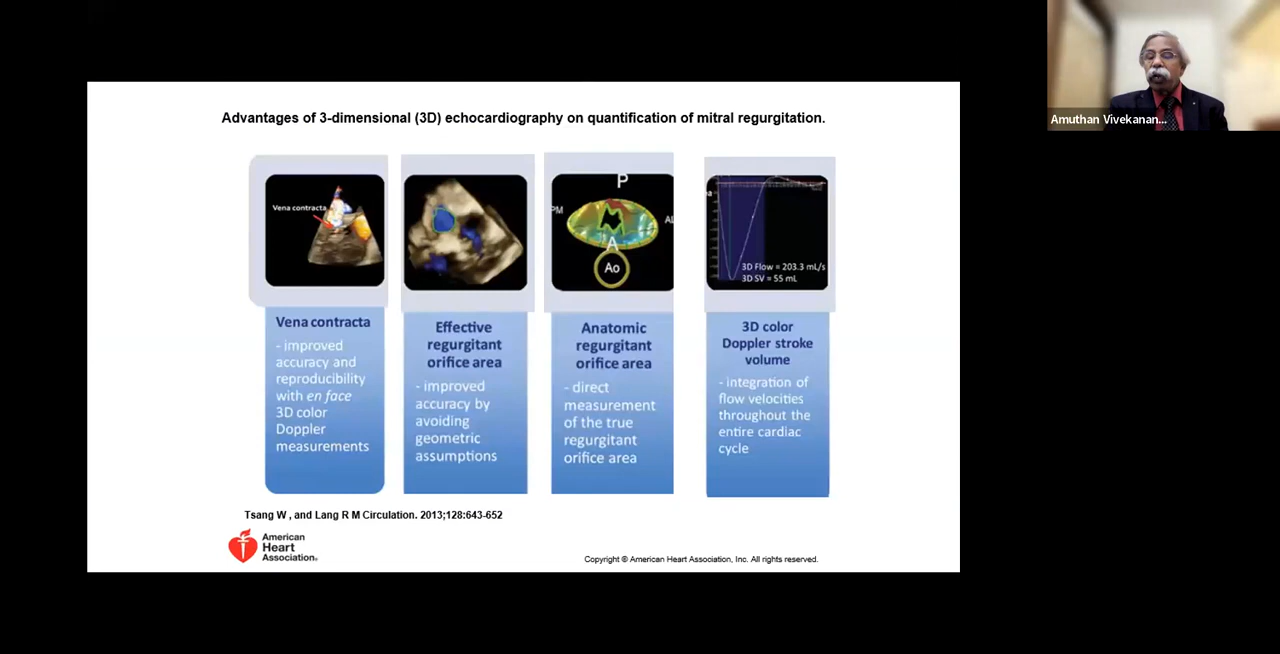 Amuthan Vivekanan...
Advantages of 3-dimensional (3D) echocardiography on quantification of mitral regurgitation.
Vena contracta
P
PM
AL
A
Ao
3D Flow = 203.3 mL/s
3D SV = 55 mL
Vena contracta
- improved
accuracy and
reproducibility
with en face
3D color
Doppler
measurements
Effective
regurgitant
orifice area
- improved
accuracy by
avoiding
geometric
assumptions
Anatomic
regurgitant
orifice area
- direct
measurement
of the true
regurgitant
orifice area
3D color
Doppler stroke
volume
- integration of
flow velocities
throughout the
entire cardiac
cycle
Tsang W , and Lang R M Circulation. 2013;128:643-652
American
Heart
Association®
Copyright © American Heart Association, Inc. All rights reserved.